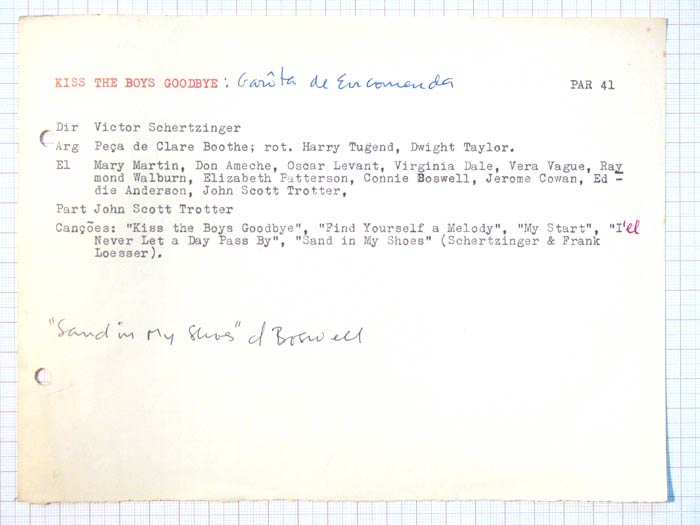 KISS THE BOYS GOODBYE: Garôta de Encomenda PAR 41
Dir Victor Schertzinger
Arg Peça de Clare Boothe; rot. Harry Tugend, Dwight Taylor.
El Mary Martin, Don Ameche, Oscar Levant, Virginia Dale, Vera Vague, Ray
mond Walburn, Elizabeth Patterson, Connie Boswell, Jerome Cowan, Ed -
die Anderson, John Scott Trotter,
Part John Scott Trotter
Canções: "Kiss the Boys Goodbye", "Find Yourself a Melody", "My Start", "I'll
Never Let a Day Pass By", "Sand in My Shoes" (Schertzinger & Frank
Loesser).
"Sand in My Shoes" c/ Boswell